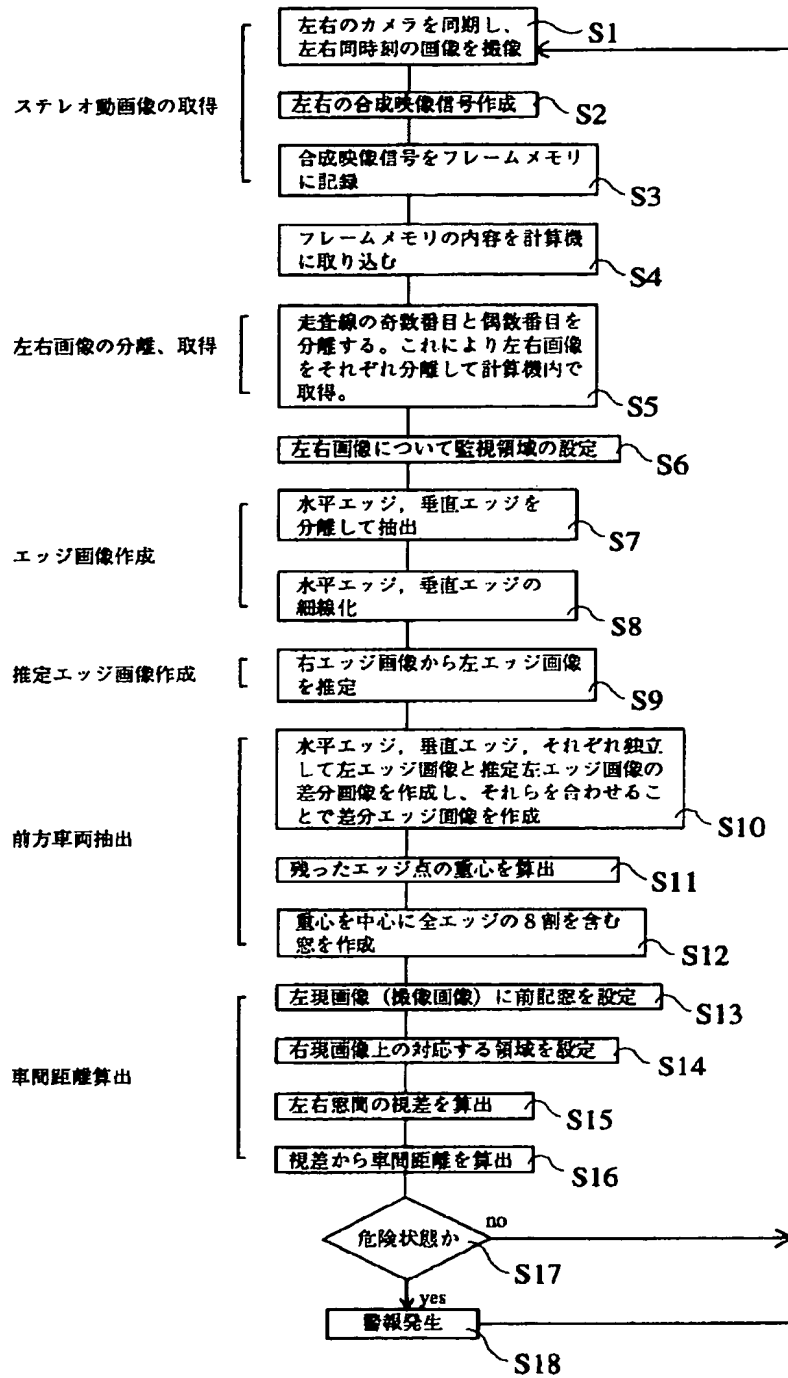 左右のカメラを同期し、
左右同時刻の画像を撮像
S1
ステレオ動画像の取得
左右の合成映像信号作成
S2
合成映像信号をフレームメモリ
に記録
S3
フレームメモリの内容を計算機
に取り込む
S4
左右画像の分離、取得
走査線の奇数番目と偶数番目を
分離する。これにより左右画像
をそれぞれ分離して計算機内で
取得。
S5
左右画像について監視領域の設定
S6
エッジ画像作成
水平エッジ，垂直エッジを
分離して抽出
S7
水平エッジ，垂直エッジの
細線化
S8
推定エッジ画像作成
右エッジ画像から左エッジ画像
を推定
S9
前方車両抽出
水平エッジ，垂直エッジ，それぞれ独立
して左エッジ画像と推定左エッジ画像の
差分画像を作成し、それらを合わせるこ
とで差分エッジ画像を作成
S10
残ったエッジ点の重心を算出
S11
重心を中心に全エッジの８割を含む
窓を作成
S12
車間距離算出
左現画像（撮像画像）に前記窓を設定
S13
右現画像上の対応する領域を設定
S14
左右窓間の視差を算出
S15
視差から車間距離を算出
S16
危険状態か
no
S17
yes
警報発生
S18